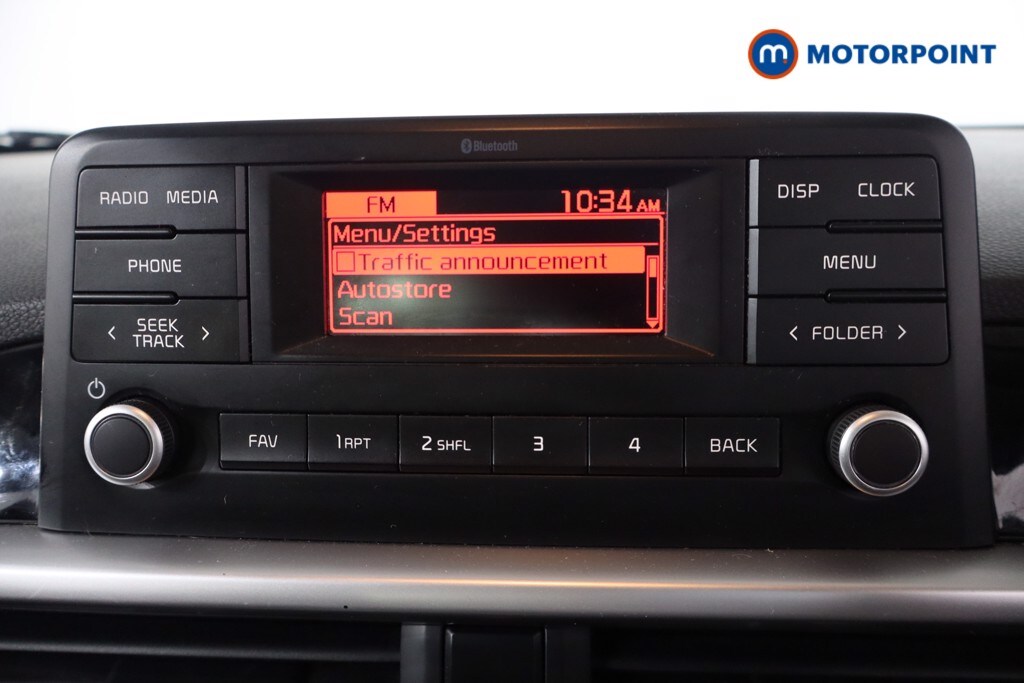 m MOTORPOINT
Bluetooth
RADIO MEDIA
PHONE
< SEEK TRACK >
FM 10:34 AM
Menu/Settings
Traffic announcement
Autostore
Scan
DISP CLOCK
MENU
< FOLDER >
FAV 1 RPT 2 SHFL 3 4 BACK